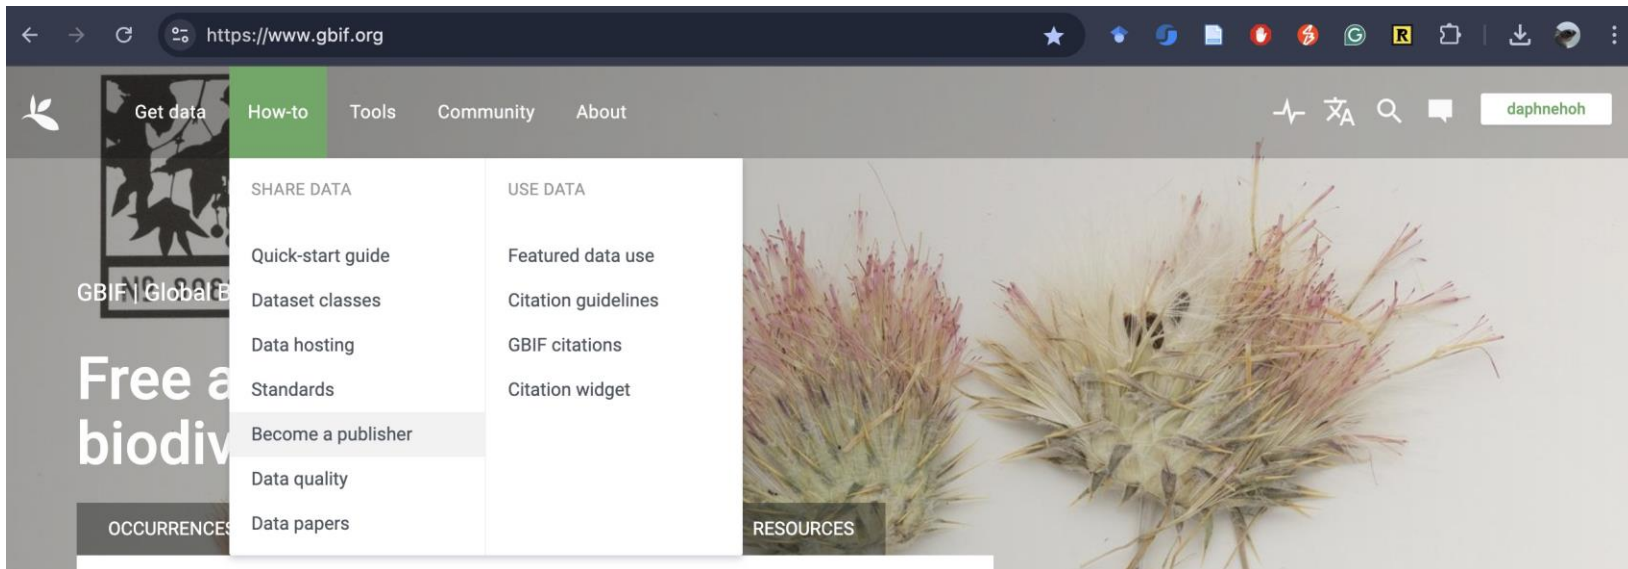 https://www.gbif.org
Get data
How-to
Tools
Community
About
daphnehoh
SHARE DATA
Quick-start guide
Dataset classes
Data hosting
Standards
Become a publisher
Data quality
Data papers
USE DATA
Featured data use
Citation guidelines
GBIF citations
Citation widget
GBIF | Global B
Free a
biodiv
OCCURRENCES
RESOURCES